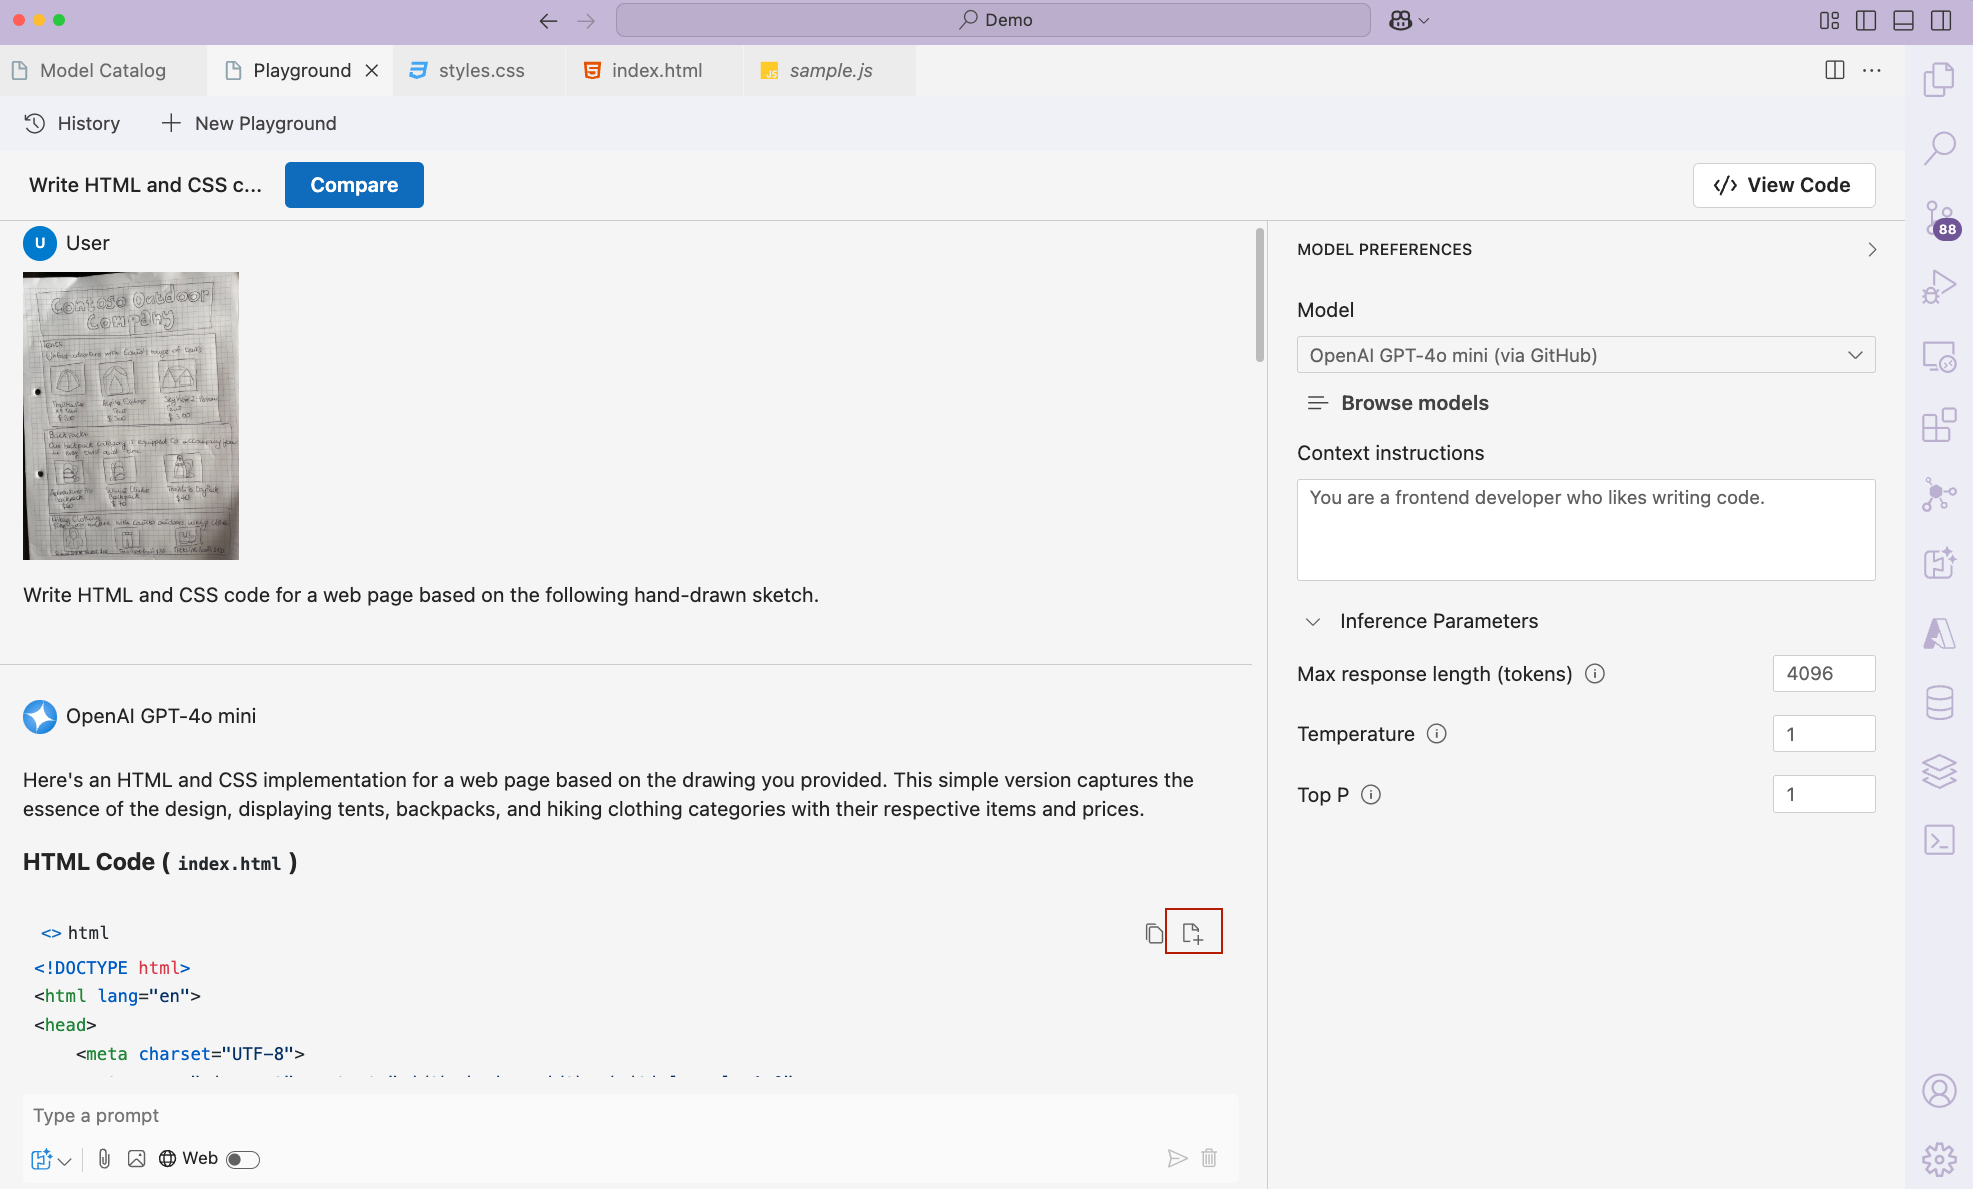 Demo
Model Catalog
Playground
styles.css
index.html
sample.js
History
New Playground
Write HTML and CSS c...
Compare
View Code
U User
Contoso Outdoor
Company
Tents
Backpacks
Write HTML and CSS code for a web page based on the following hand-drawn sketch.
OpenAI GPT-4o mini
Here's an HTML and CSS implementation for a web page based on the drawing you provided. This simple version captures the
essence of the design, displaying tents, backpacks, and hiking clothing categories with their respective items and prices.
HTML Code ( index.html )
<> html
<!DOCTYPE html>
<html lang="en">
<head>
<meta charset="UTF-8">
Type a prompt
Web
MODEL PREFERENCES
Model
OpenAI GPT-4o mini (via GitHub)
Browse models
Context instructions
You are a frontend developer who likes writing code.
Inference Parameters
Max response length (tokens) 4096
Temperature 1
Top P 1
88